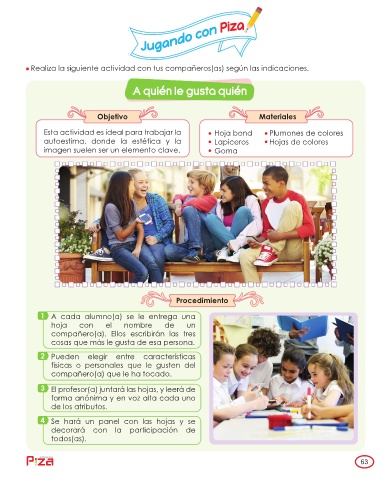 Jugando con Piza
• Realiza la siguiente actividad con tus compañeros(as) según las indicaciones.
A quién le gusta quién
Objetivo
Esta actividad es ideal para trabajar la
autoestima, donde la estética y la
imagen suelen ser un elemento clave.
Materiales
• Hoja bond • Plumones de colores
• Lapiceros • Hojas de colores
• Goma
Procedimiento
1 A cada alumno(a) se le entrega una
hoja con el nombre de un
compañero(a). Ellos escribirán las tres
cosas que más le gusta de esa persona.
2 Pueden elegir entre características
físicas o personales que le gusten del
compañero(a) que le ha tocado.
3 El profesor(a) juntará las hojas, y leerá de
forma anónima y en voz alta cada uno
de los atributos.
4 Se hará un panel con las hojas y se
decorará con la participación de
todos(as).
Piza
63